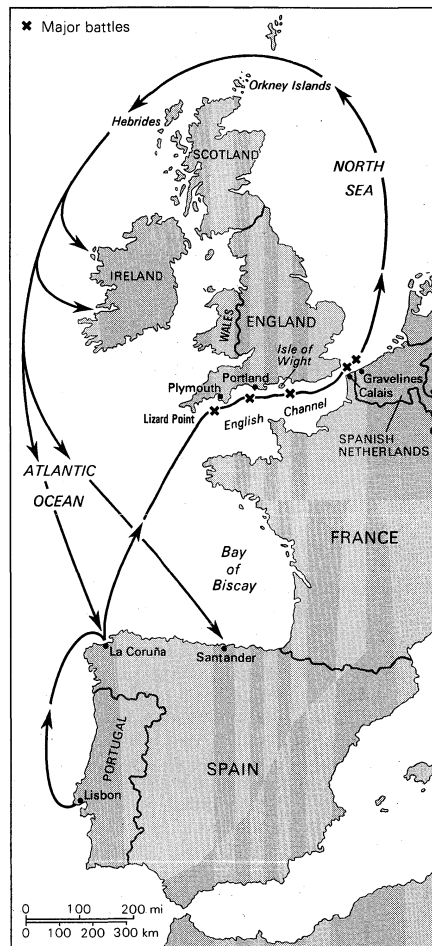 Major battles
Orkney Islands
Hebrides
SCOTLAND
NORTH
SEA
IRELAND
WALES
ENGLAND
Isle of
Wight
Portland
Plymouth
Gravelines
Calais
Lizard Point
English Channel
SPANISH
NETHERLANDS
ATLANTIC
OCEAN
FRANCE
Bay
of
Biscay
La Coruña
Santander
PORTUGAL
SPAIN
Lisbon
0 100 200 mi
0 100 200 300 km